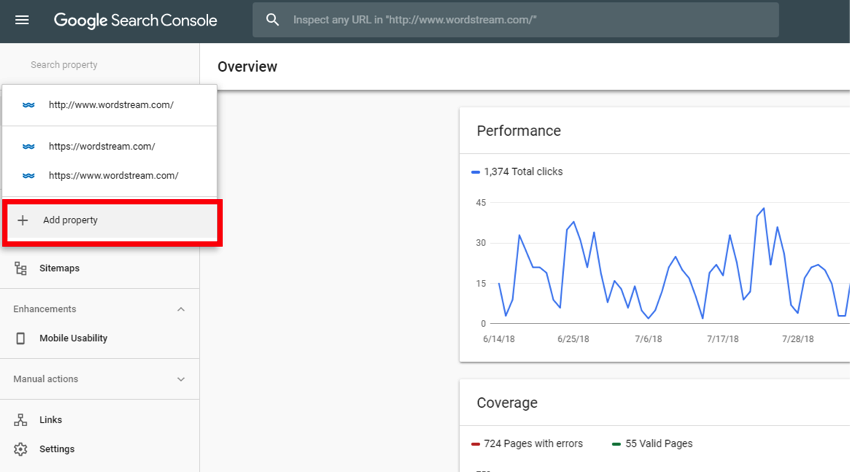 Google Search Console
Inspect any URL in "http://www.wordstream.com/"
Search property
http://www.wordstream.com/
https://wordstream.com/
https://www.wordstream.com/
Add property
Sitemaps
Enhancements
Mobile Usability
Manual actions
Links
Settings
Overview
Performance
1,374 Total clicks
45
30
15
0
6/14/18 6/25/18 7/6/18 7/17/18 7/28/18
Coverage
724 Pages with errors 55 Valid Pages